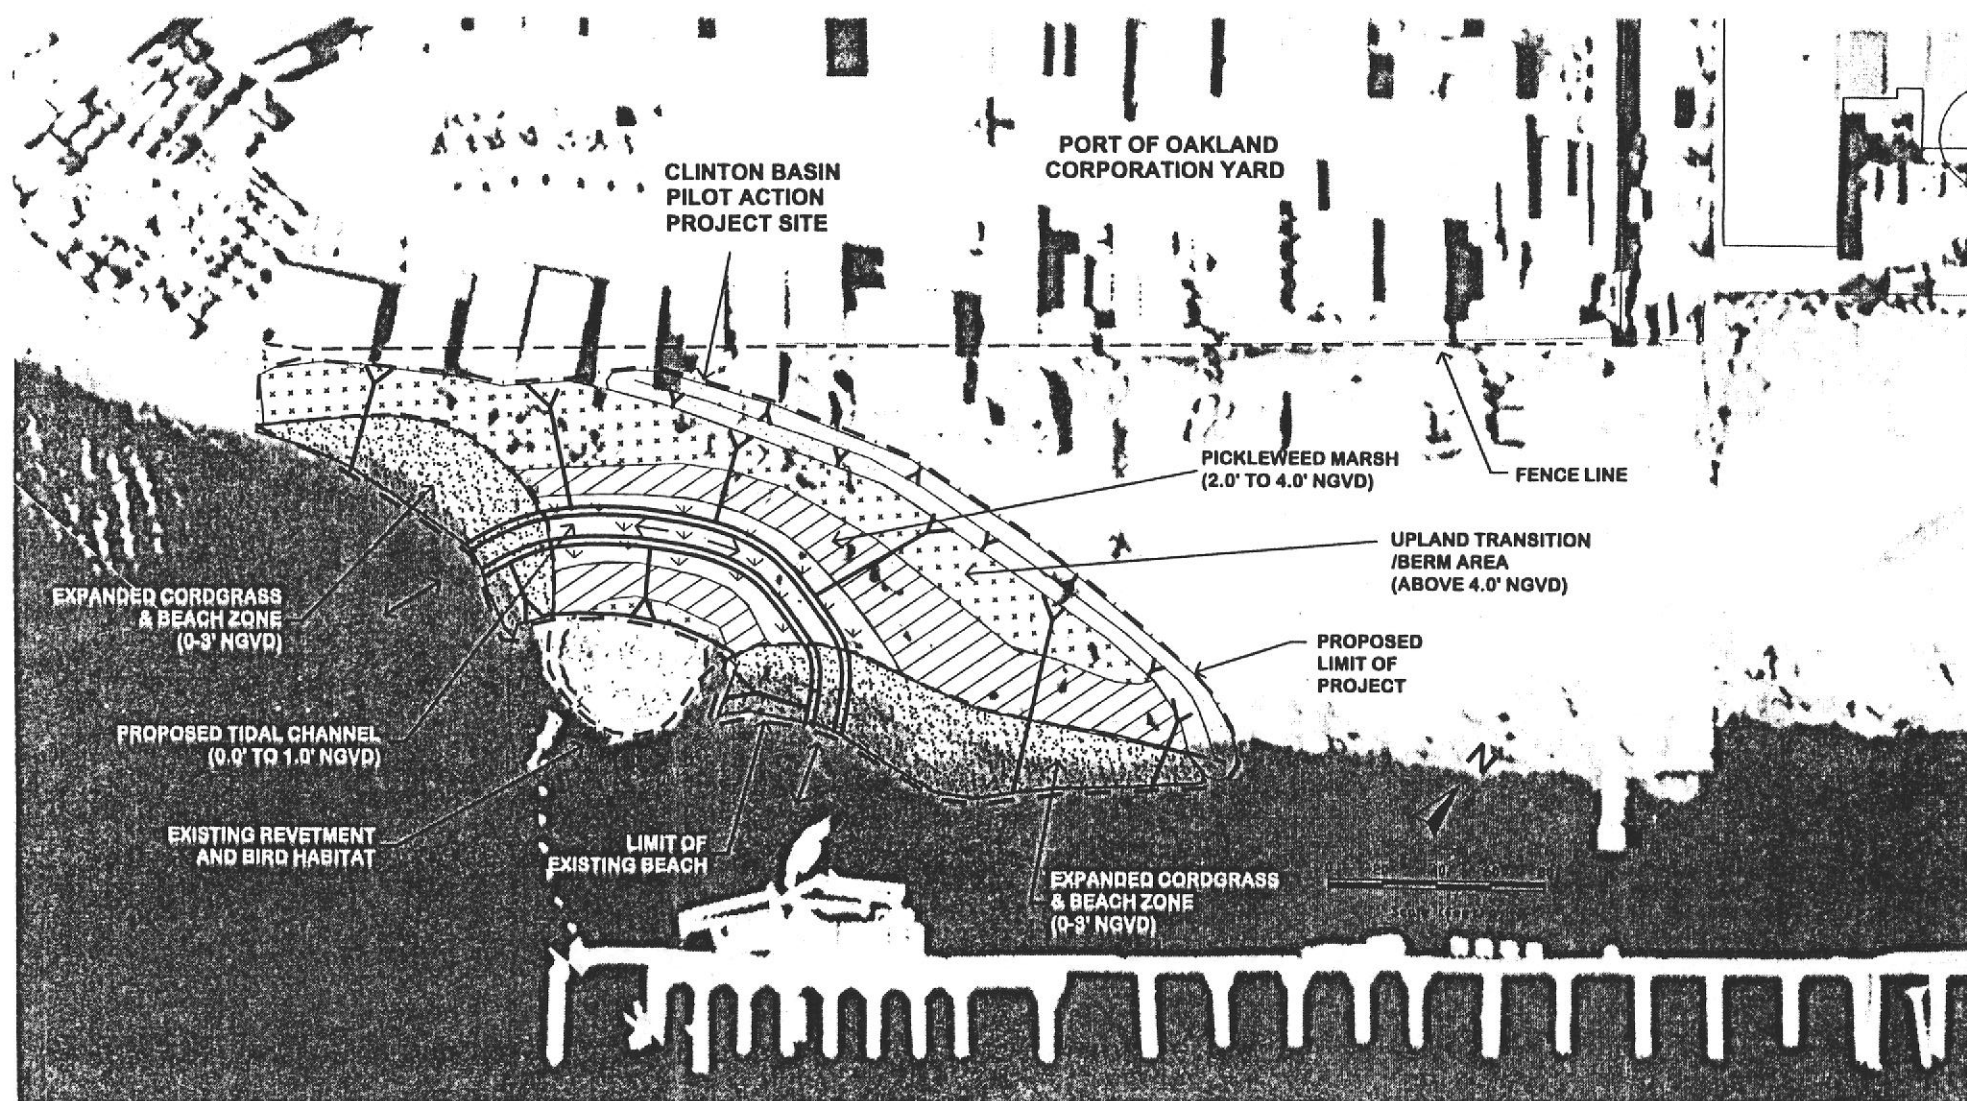 PORT OF OAKLAND
CORPORATION YARD
CLINTON BASIN
PILOT ACTION
PROJECT SITE
PICKLEWEED MARSH
(2.0' TO 4.0' NGVD)
FENCE LINE
UPLAND TRANSITION
/BERM AREA
(ABOVE 4.0' NGVD)
EXPANDED CORDGRASS
& BEACH ZONE
(0-3' NGVD)
PROPOSED
LIMIT OF
PROJECT
PROPOSED TIDAL CHANNEL
(0.0' TO 1.0' NGVD)
N
EXISTING REVETMENT
AND BIRD HABITAT
LIMIT OF
EXISTING BEACH
EXPANDED CORDGRASS
& BEACH ZONE
(0-3' NGVD)